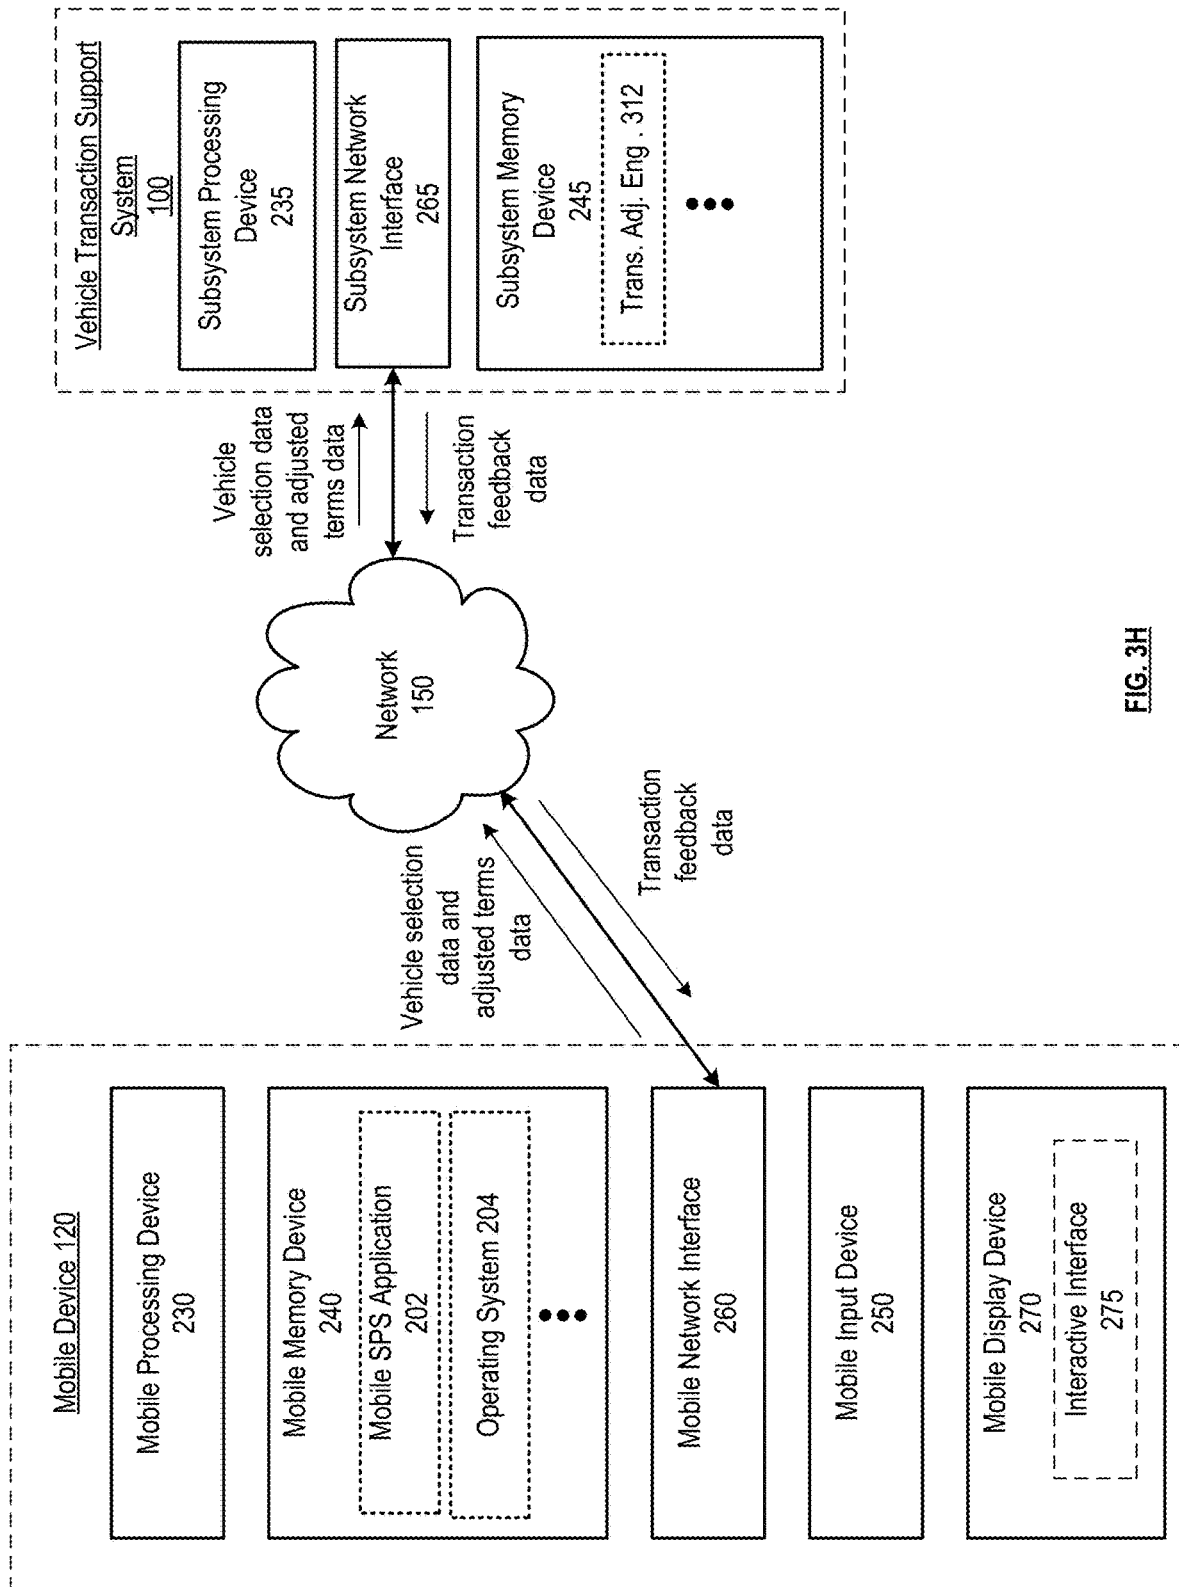 Mobile Device 120
Mobile Processing Device
230
Mobile Memory Device
240
Mobile SPS Application
202
Operating System 204
Mobile Network Interface
260
Mobile Input Device
250
Mobile Display Device
270
Interactive Interface
275
Vehicle selection
data and
adjusted terms
data
Transaction
feedback
data
Network
150
Vehicle
selection data
and adjusted
terms data
Transaction
feedback
data
Vehicle Transaction Support
System
100
Subsystem Processing
Device
235
Subsystem Network
Interface
265
Subsystem Memory
Device
245
Trans. Adj. Eng . 312
FIG. 3H